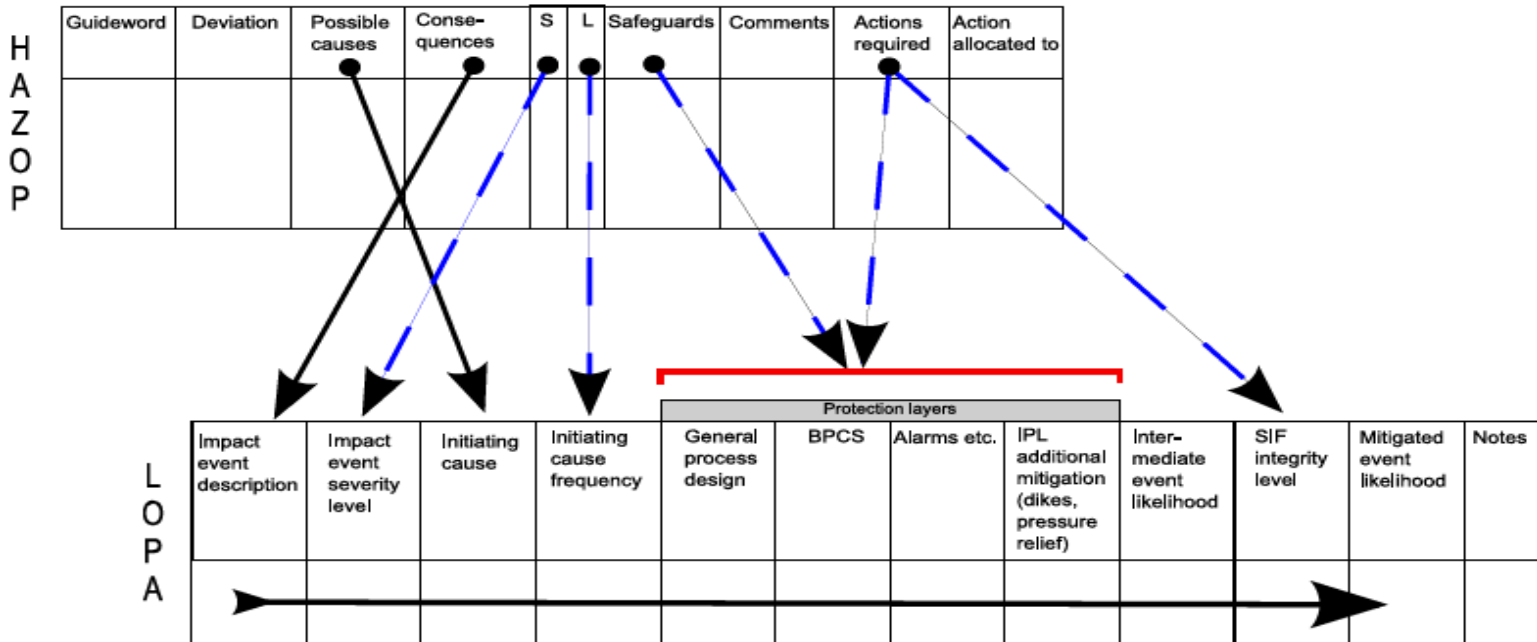 HAZOP
Guideword
Deviation
Possible
causes
Conse-
quences
S
L
Safeguards
Comments
Actions
required
Action
allocated to
LOPA
Protection layers
Impact
event
description
Impact
event
severity
level
Initiating
cause
Initiating
cause
frequency
General
process
design
BPCS
Alarms etc.
IPL
additional
mitigation
(dikes,
pressure
relief)
Inter-
mediate
event
likelihood
SIF
integrity
level
Mitigated
event
likelihood
Notes